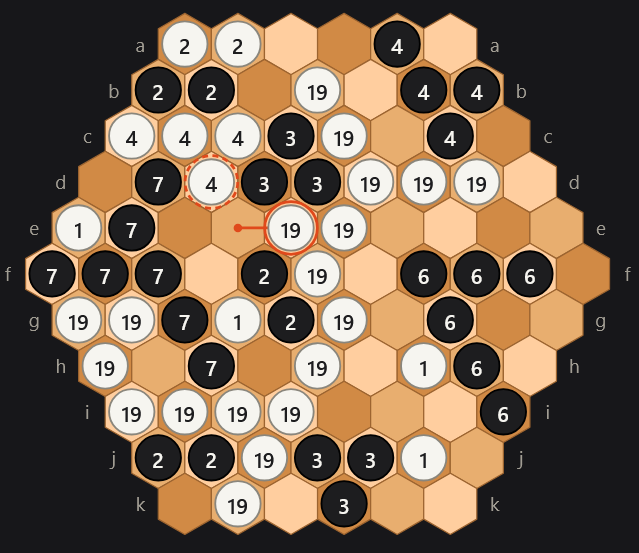 a 2 2 4 a
b 2 2 19 4 4 b
c 4 4 4 3 19 4 c
d 7 4 3 3 19 19 19 d
e 1 7 19 19 e
f 7 7 7 2 19 6 6 6 f
g 19 19 7 1 2 19 6 g
h 19 7 19 1 6 h
i 19 19 19 19 6 i
j 2 2 19 3 3 1 j
k 19 3 k